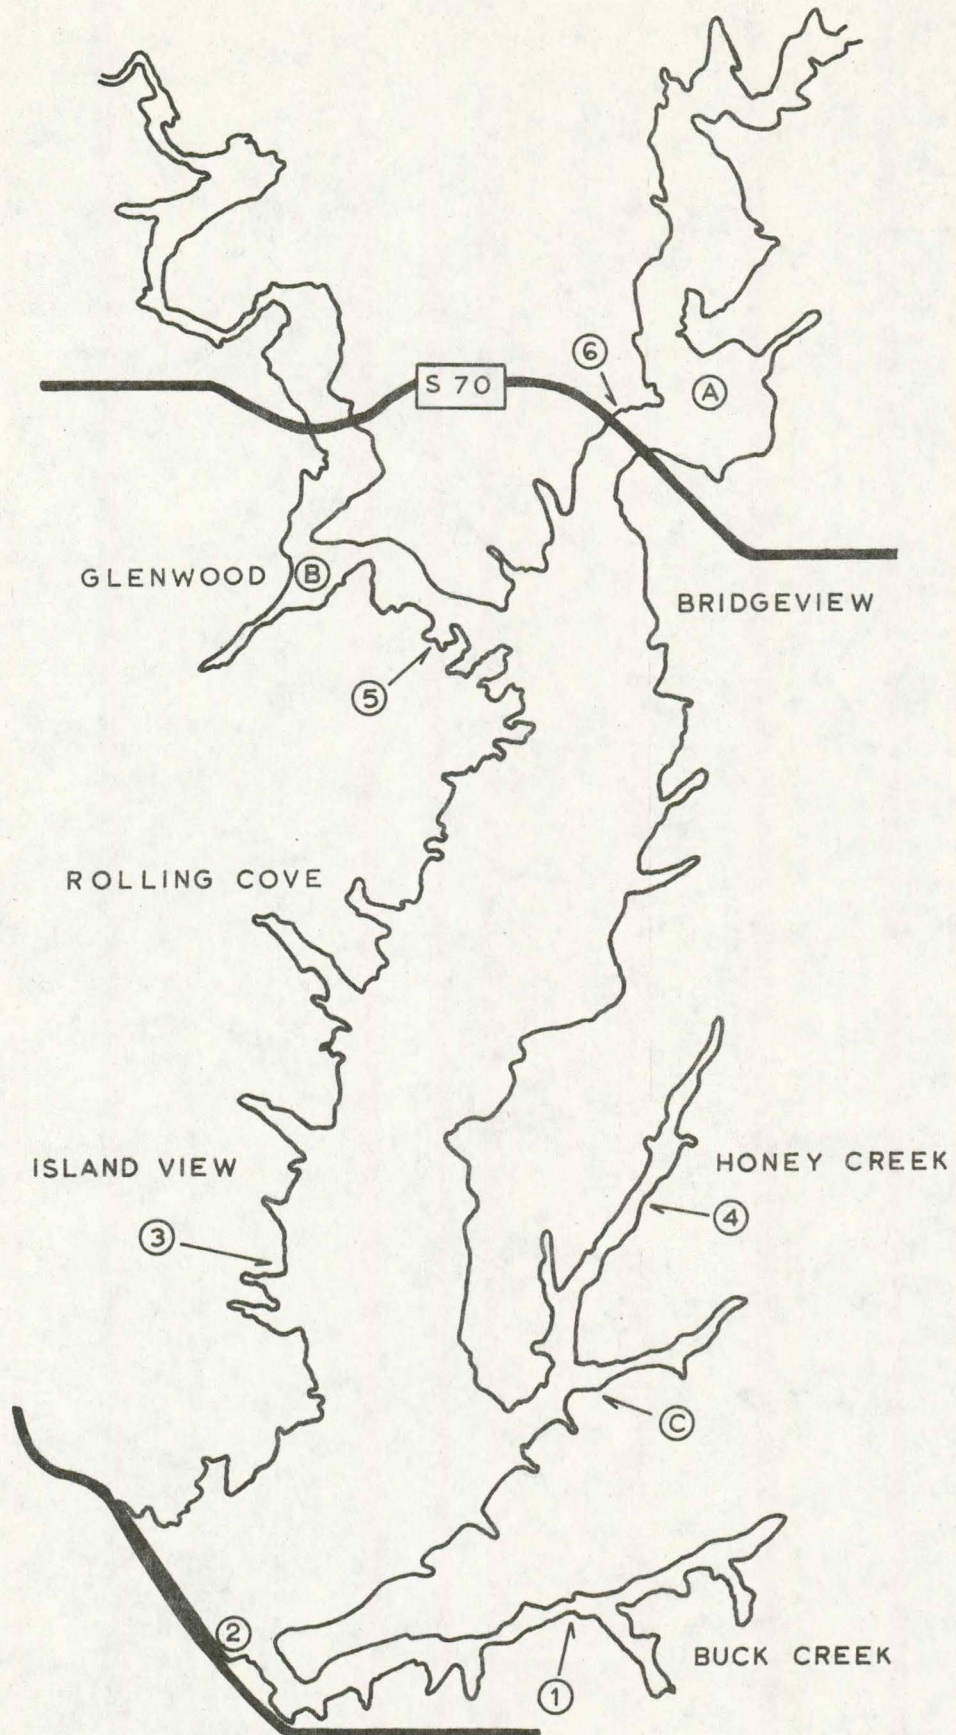 6
S 70
A
GLENWOOD
B
BRIDGEVIEW
5
ROLLING COVE
ISLAND VIEW
HONEY CREEK
3
4
C
2
BUCK CREEK
1